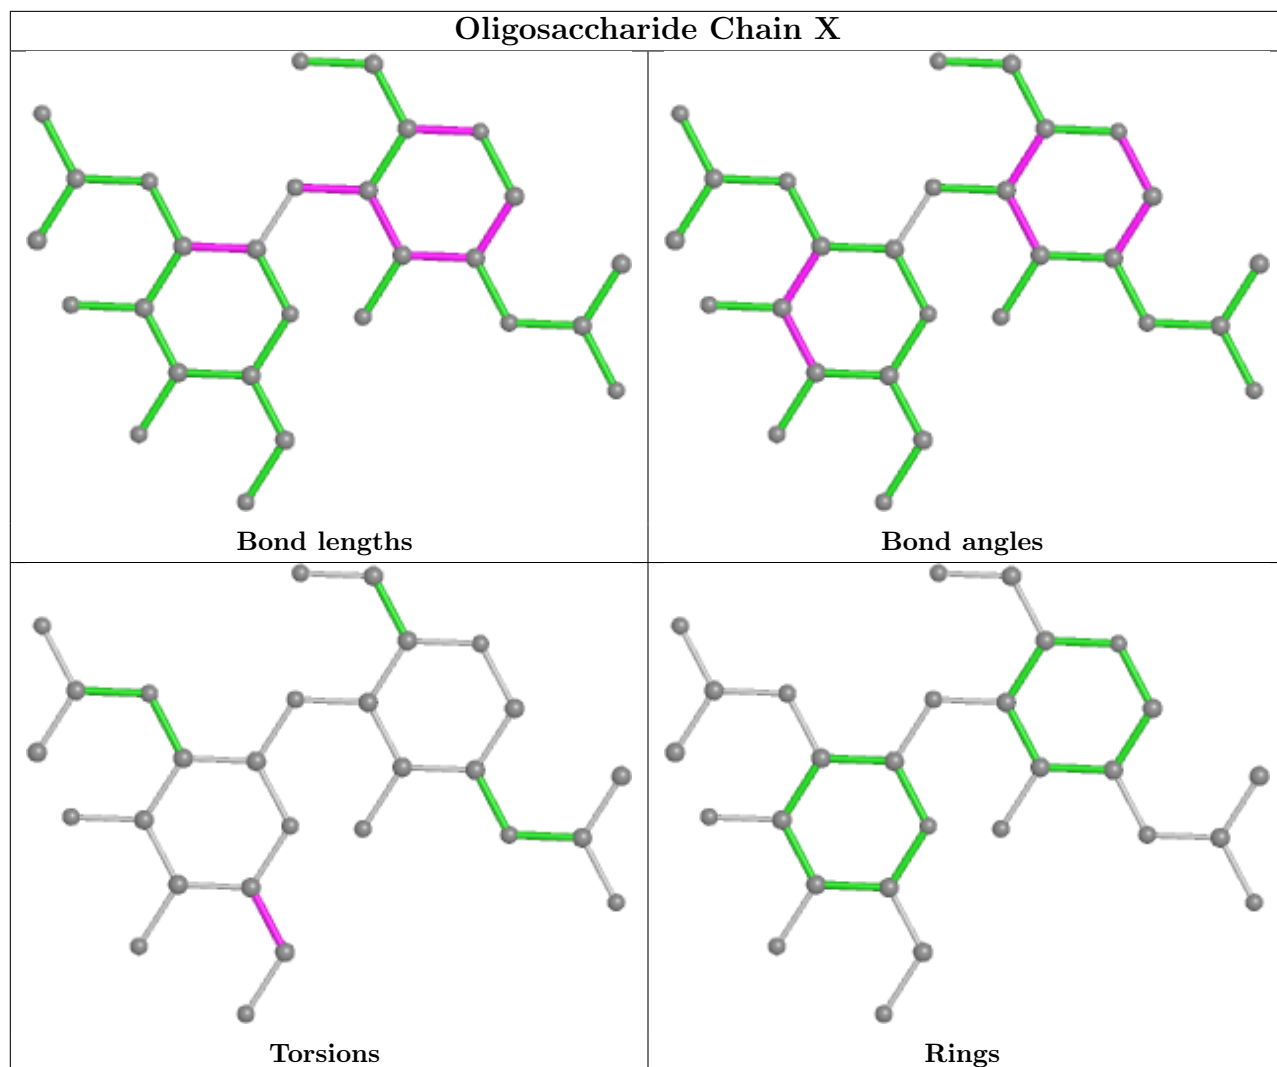 Oligosaccharide Chain X
Bond lengths
Bond angles
Torsions
Rings